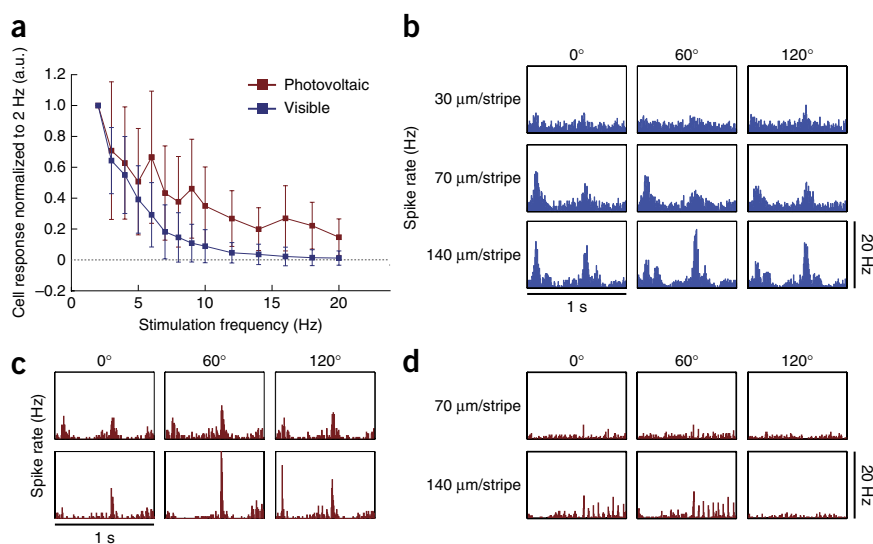 a
Cell response normalized to 2 Hz (a.u.)
1.2
1.0
0.8
0.6
0.4
0.2
0
–0.2
0 5 10 15 20
Stimulation frequency (Hz)
Photovoltaic
Visible
b
0° 60° 120°
Spike rate (Hz)
30 μm/stripe
70 μm/stripe
140 μm/stripe
20 Hz
1 s
c
0° 60° 120°
Spike rate (Hz)
1 s
d
0° 60° 120°
70 μm/stripe
140 μm/stripe
20 Hz